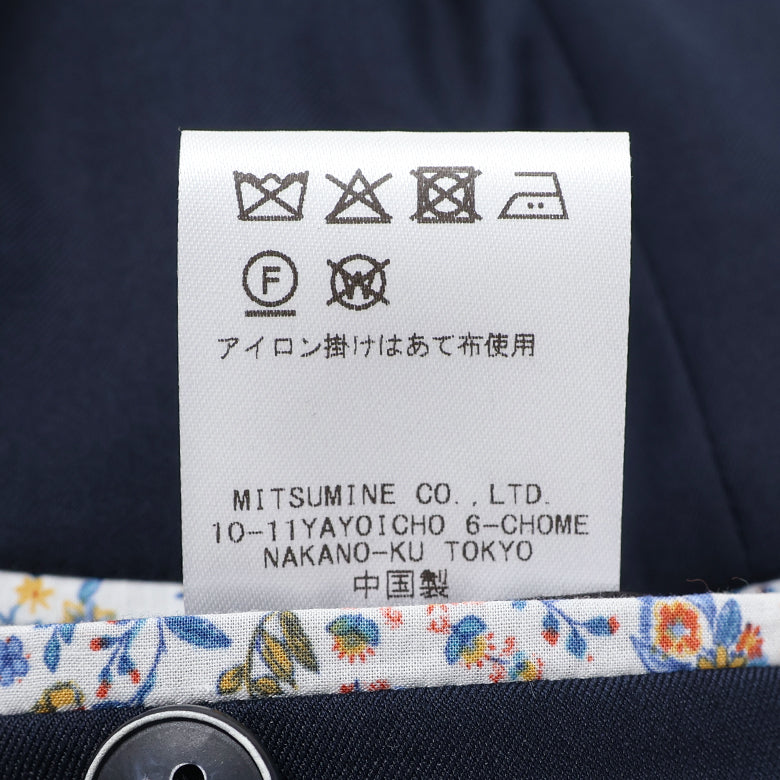 F W
アイロン掛けはあて布使用
MITSUMINE CO.,LTD.
10-11YAYOICHO 6-CHOME
NAKANO-KU TOKYO
中国製